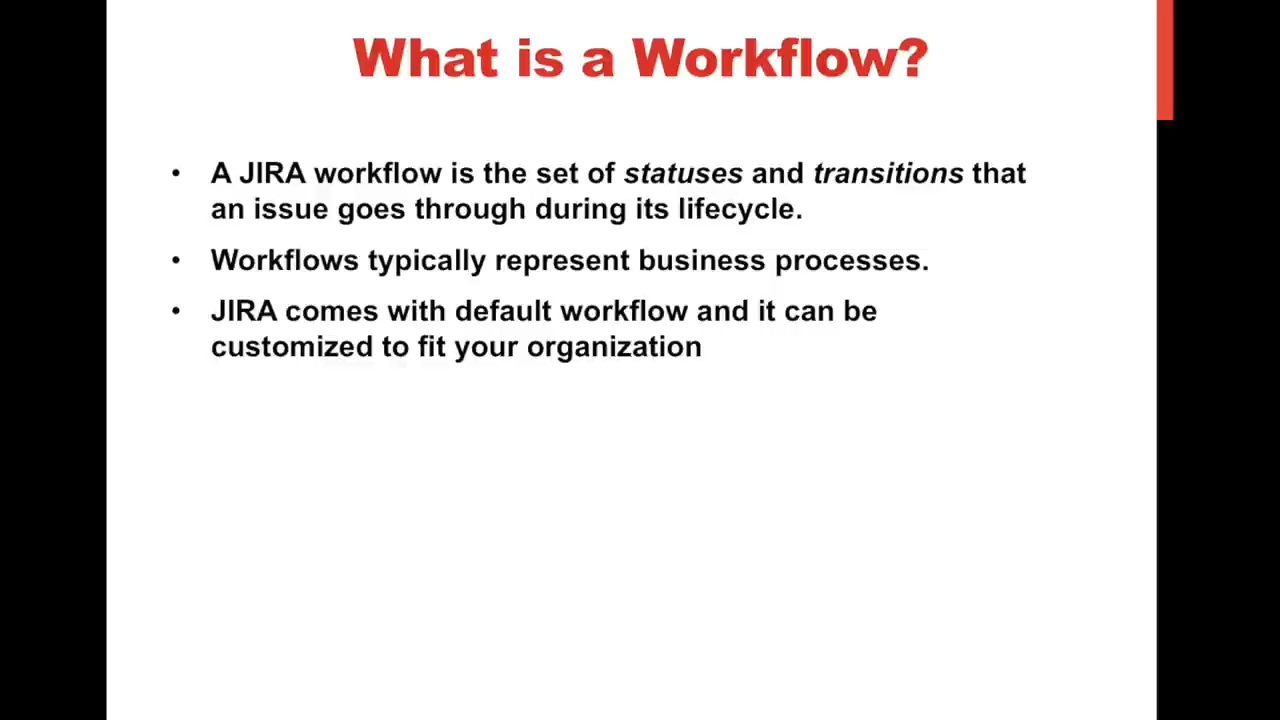 What is a Workflow?
• A JIRA workflow is the set of statuses and transitions that
an issue goes through during its lifecycle.
• Workflows typically represent business processes.
• JIRA comes with default workflow and it can be
customized to fit your organization